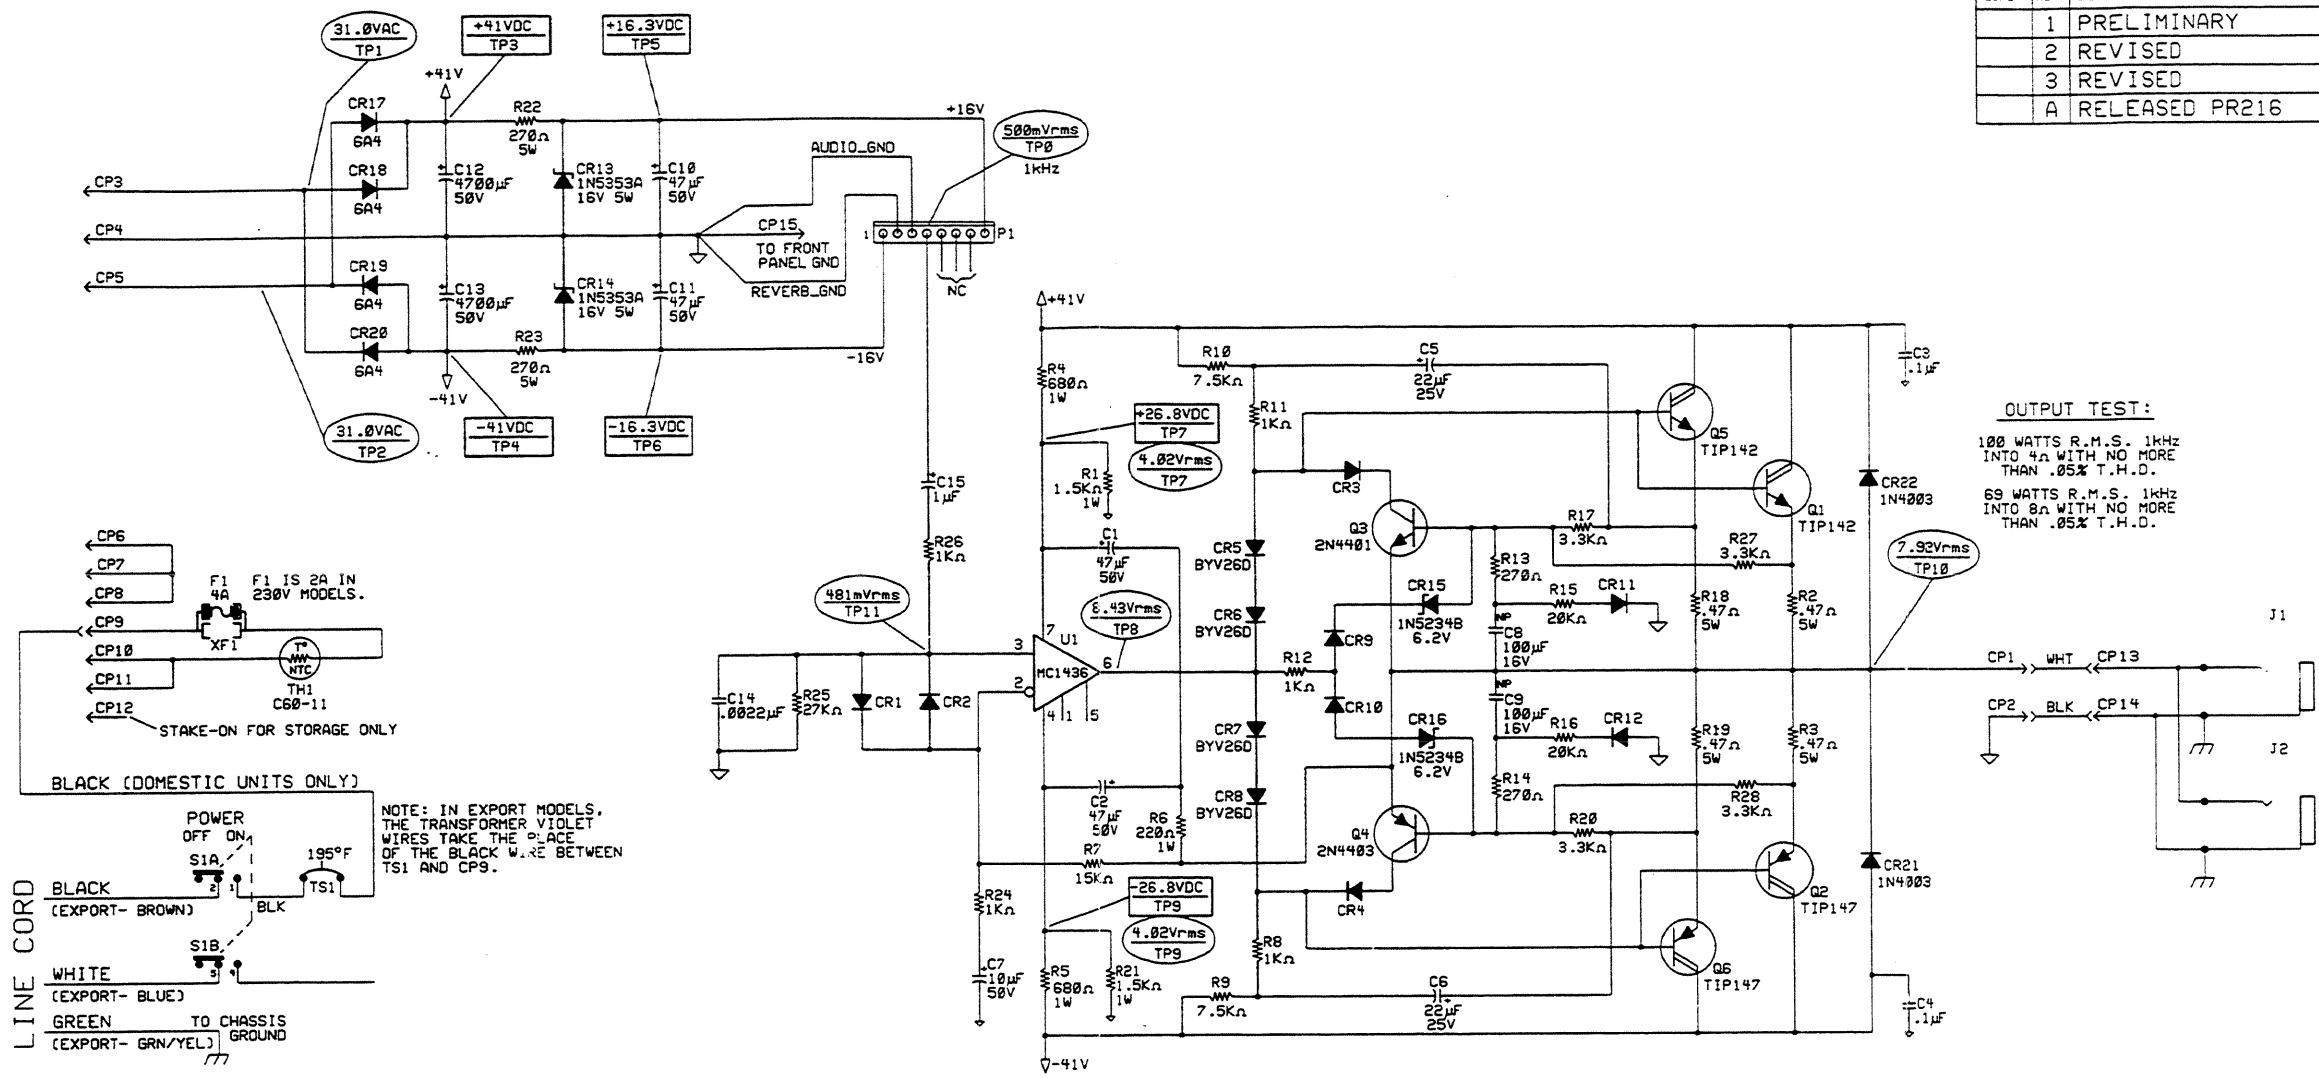 1 PRELIMINARY
2 REVISED
3 REVISED
A RELEASED PR216
31.0VAC
TP1
+41VDC
TP3
+16.3VDC
TP5
+41V
CR17
6A4
R22
270Ω
5W
+16V
500mVrms
TP0
1kHz
AUDIO_GND
CP3
CR18
6A4
C12
4700µF
50V
CR13
1N5353A
16V 5W
C10
47µF
50V
CP4
CP15
TO FRONT
PANEL GND
1
P1
CP5
CR19
6A4
C13
4700µF
50V
CR14
1N5353A
16V 5W
C11
47µF
50V
REVERB_GND
NC
CR20
6A4
R23
270Ω
5W
-16V
-41V
31.0VAC
TP2
-41VDC
TP4
-16.3VDC
TP6
+41V
R4
680Ω
1W
R10
7.5KΩ
C5
22µF
25V
C3
.1µF
R11
1KΩ
+26.8VDC
TP7
4.02Vrms
TP7
R1
1.5KΩ
1W
CR3
Q5
TIP142
Q1
TIP142
CR22
1N4003
OUTPUT TEST:
100 WATTS R.M.S. 1kHz
INTO 4Ω WITH NO MORE
THAN .05% T.H.D.
69 WATTS R.M.S. 1kHz
INTO 8Ω WITH NO MORE
THAN .05% T.H.D.
C15
1µF
R26
1KΩ
C1
47µF
50V
CR5
BYV26D
Q3
2N4401
R17
3.3KΩ
R27
3.3KΩ
R13
270Ω
7.92Vrms
TP10
CP6
CP7
CP8
CP9
CP10
CP11
CP12
F1
4A
F1 IS 2A IN
230V MODELS.
XF1
T°
NTC
TH1
C60-11
STAKE-ON FOR STORAGE ONLY
481mVrms
TP11
8.43Vrms
TP8
CR6
BYV26D
CR15
1N5234B
6.2V
CR9
R15
20KΩ
CR11
R18
.47Ω
5W
R2
.47Ω
5W
NP
C8
100µF
16V
J1
3
7
U1
MC1436
6
2
4
1
5
R12
1KΩ
CP1
WHT
CP13
C14
.0022µF
R25
27KΩ
CR1
CR2
CR10
NP
C9
100µF
16V
CP2
BLK
CP14
CR7
BYV26D
CR16
1N5234B
6.2V
R16
20KΩ
CR12
R19
.47Ω
5W
R3
.47Ω
5W
J2
R14
270Ω
C2
47µF
50V
R6
220Ω
1W
CR8
BYV26D
R28
3.3KΩ
Q4
2N4403
R20
3.3KΩ
R7
15KΩ
CR21
1N4003
R24
1KΩ
-26.8VDC
TP9
4.02Vrms
TP9
CR4
Q2
TIP147
R8
1KΩ
Q6
TIP147
C7
10µF
50V
R5
680Ω
1W
R21
1.5KΩ
1W
R9
7.5KΩ
C6
22µF
25V
C4
.1µF
-41V
BLACK (DOMESTIC UNITS ONLY)
POWER
OFF ON
S1A
2
1
BLK
195°F
TS1
NOTE: IN EXPORT MODELS,
THE TRANSFORMER VIOLET
WIRES TAKE THE PLACE
OF THE BLACK WIRE BETWEEN
TS1 AND CP9.
LINE CORD
BLACK
(EXPORT- BROWN)
S1B
5
4
WHITE
(EXPORT- BLUE)
GREEN
(EXPORT- GRN/YEL)
TO CHASSIS
GROUND